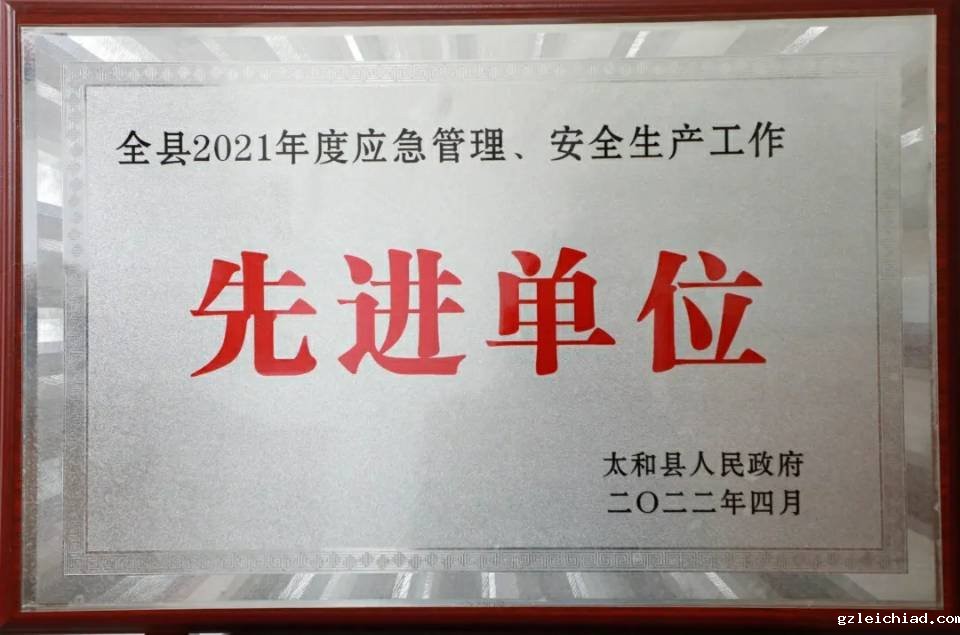 全县2021年度应急管理、安全生产工作
先进单位
太和县人民政府
二〇二二年四月
gzleichiad.com